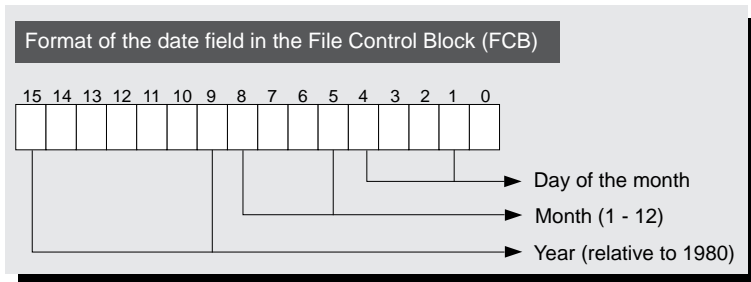 Format of the date field in the File Control Block (FCB)
15 14 13 12 11 10 9 8 7 6 5 4 3 2 1 0
Day of the month
Month (1 - 12)
Year (relative to 1980)